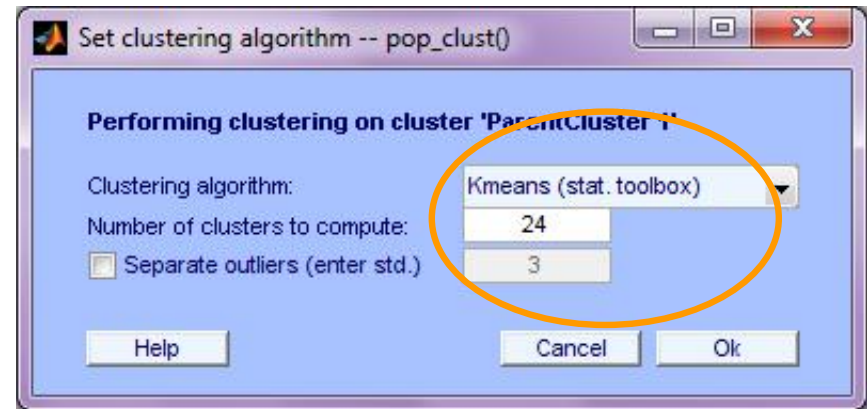 Set clustering algorithm -- pop_clust()
Performing clustering on cluster 'ParentCluster 1'
Clustering algorithm: Kmeans (stat. toolbox)
Number of clusters to compute: 24
Separate outliers (enter std.) 3
Help Cancel Ok